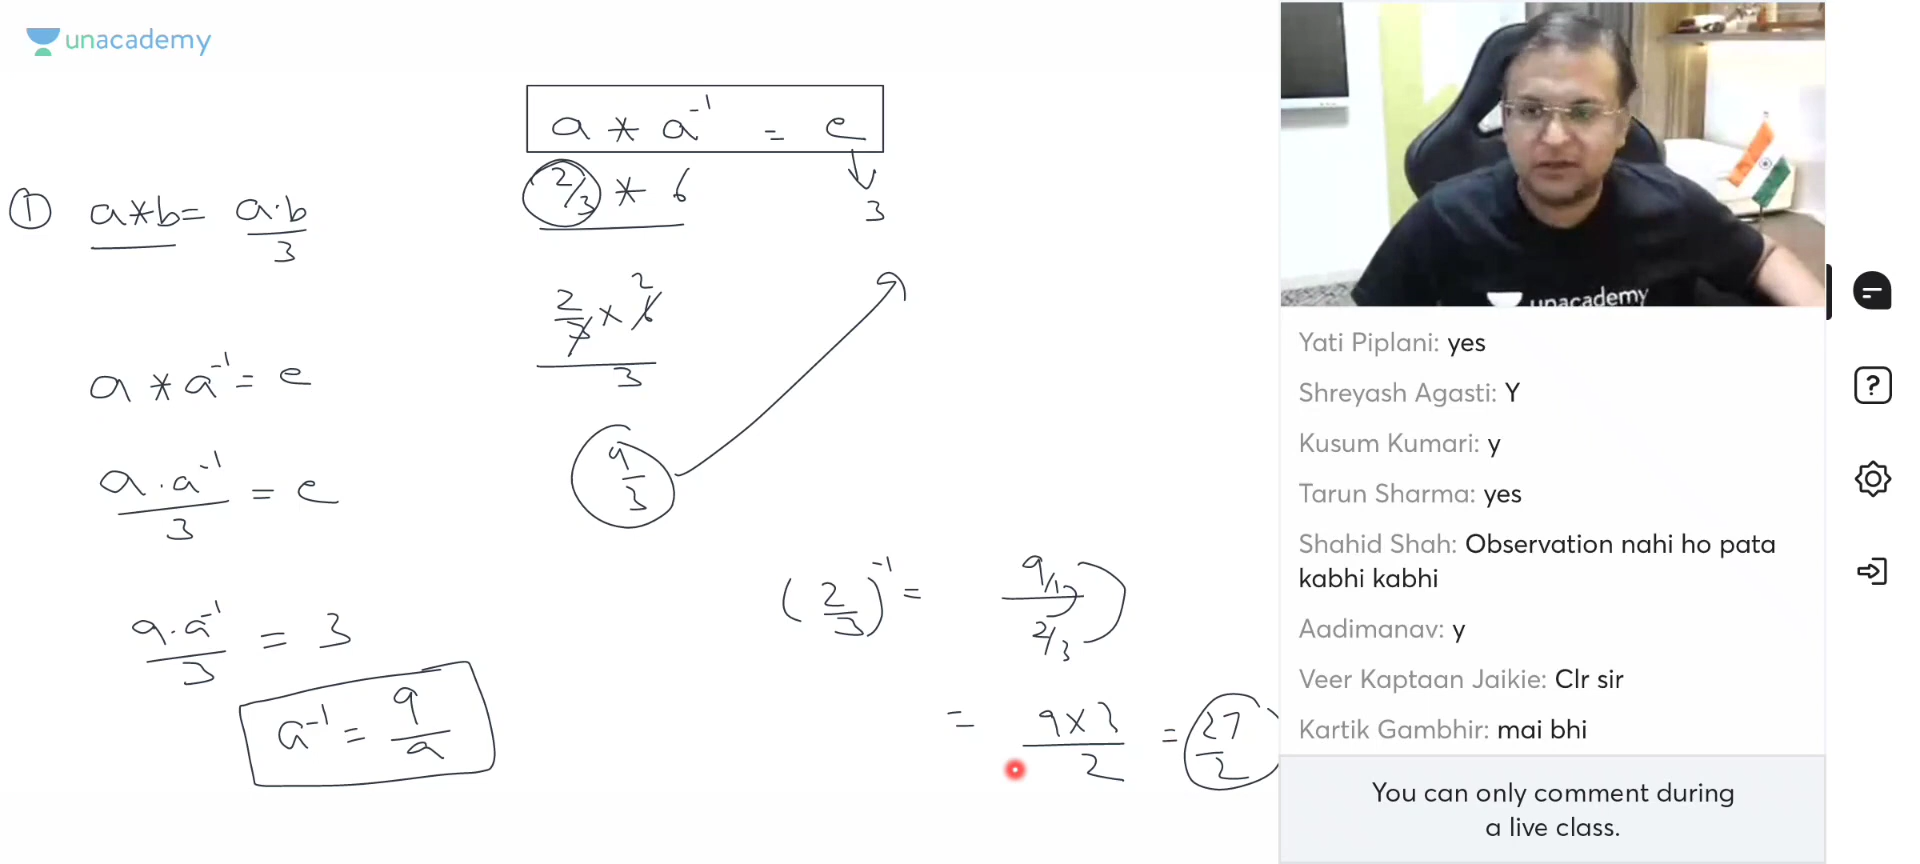 unacademy
a * a⁻¹ = e
2/3 * 6
3
① a*b = a·b/3
2/3 × 6 2
3
a * a⁻¹ = e
9/3
a·a⁻¹/3 = e
(2/3)⁻¹ = 9/
2/3
a·a⁻¹/3 = 3
a⁻¹ = 9/a
= 9×3/2 = 27/2
unacademy
Yati Piplani: yes
Shreyash Agasti: Y
Kusum Kumari: y
Tarun Sharma: yes
Shahid Shah: Observation nahi ho pata
kabhi kabhi
Aadimanav: y
Veer Kaptaan Jaikie: Clr sir
Kartik Gambhir: mai bhi
You can only comment during
a live class.
?